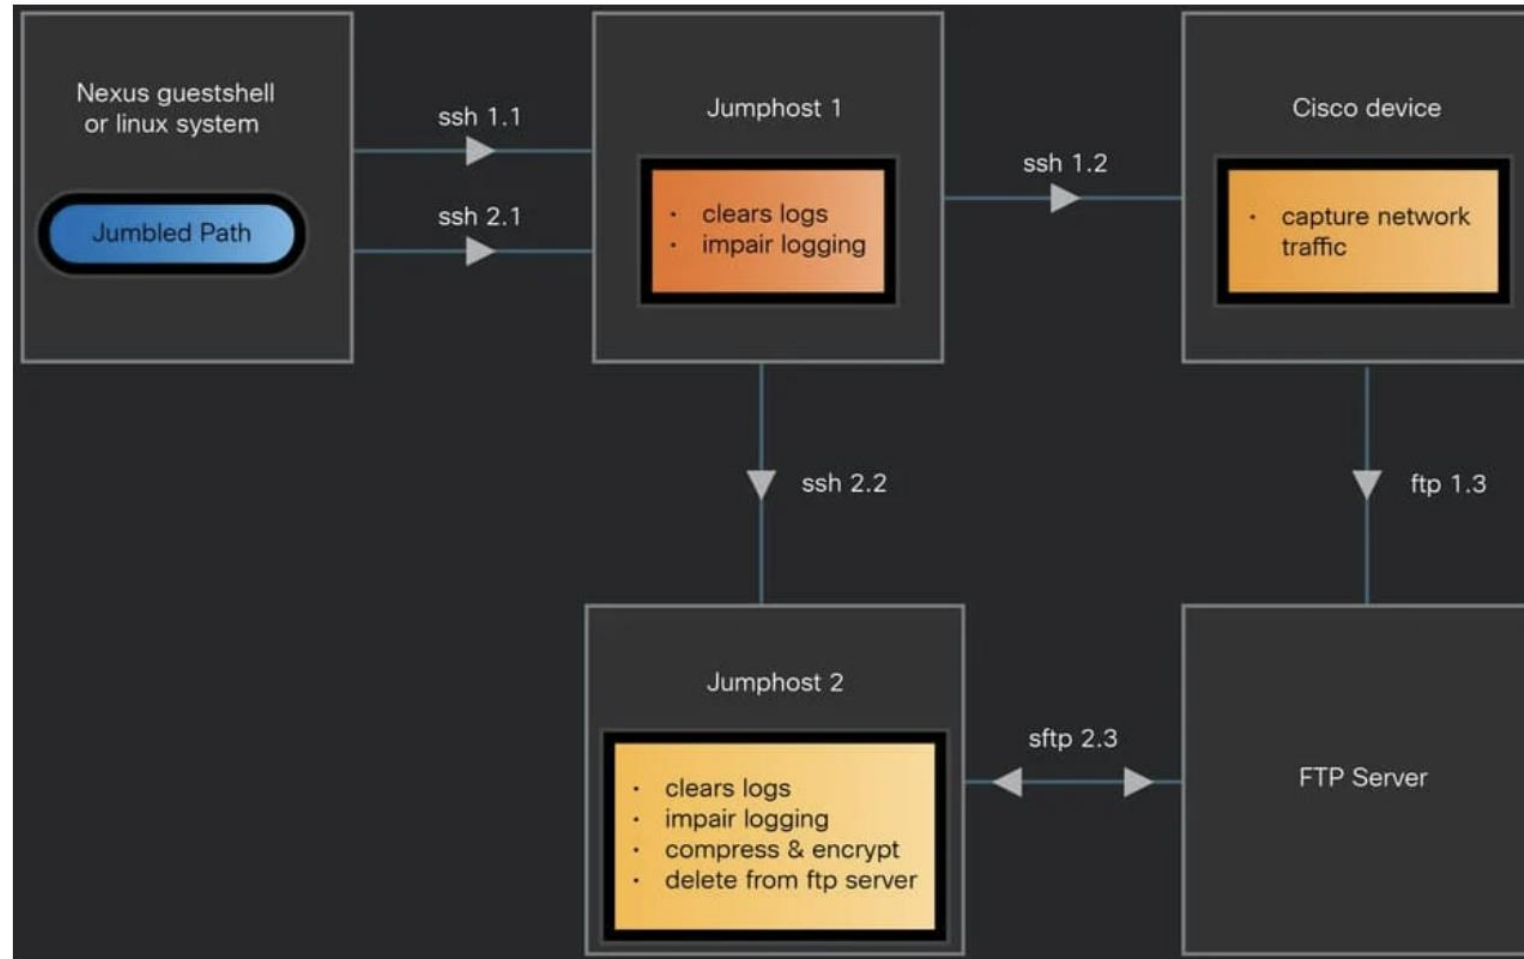 Nexus guestshell
or linux system
Jumbled Path
ssh 1.1
ssh 2.1
Jumphost 1
· clears logs
· impair logging
ssh 1.2
Cisco device
· capture network
traffic
ssh 2.2
ftp 1.3
Jumphost 2
· clears logs
· impair logging
· compress & encrypt
· delete from ftp server
sftp 2.3
FTP Server